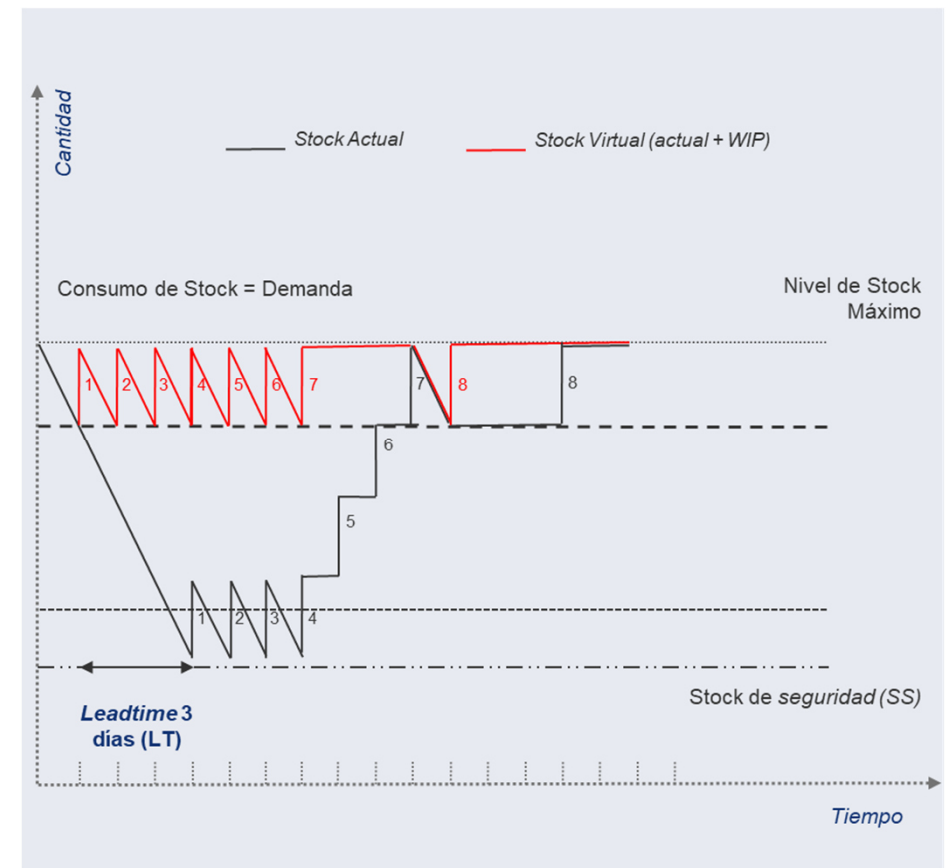 Cantidad
Stock Actual
Stock Virtual (actual + WIP)
Consumo de Stock = Demanda
Nivel de Stock
Máximo
1
2
3
4
5
6
7
7
8
8
6
5
1
2
3
4
Stock de seguridad (SS)
Leadtime 3
días (LT)
Tiempo